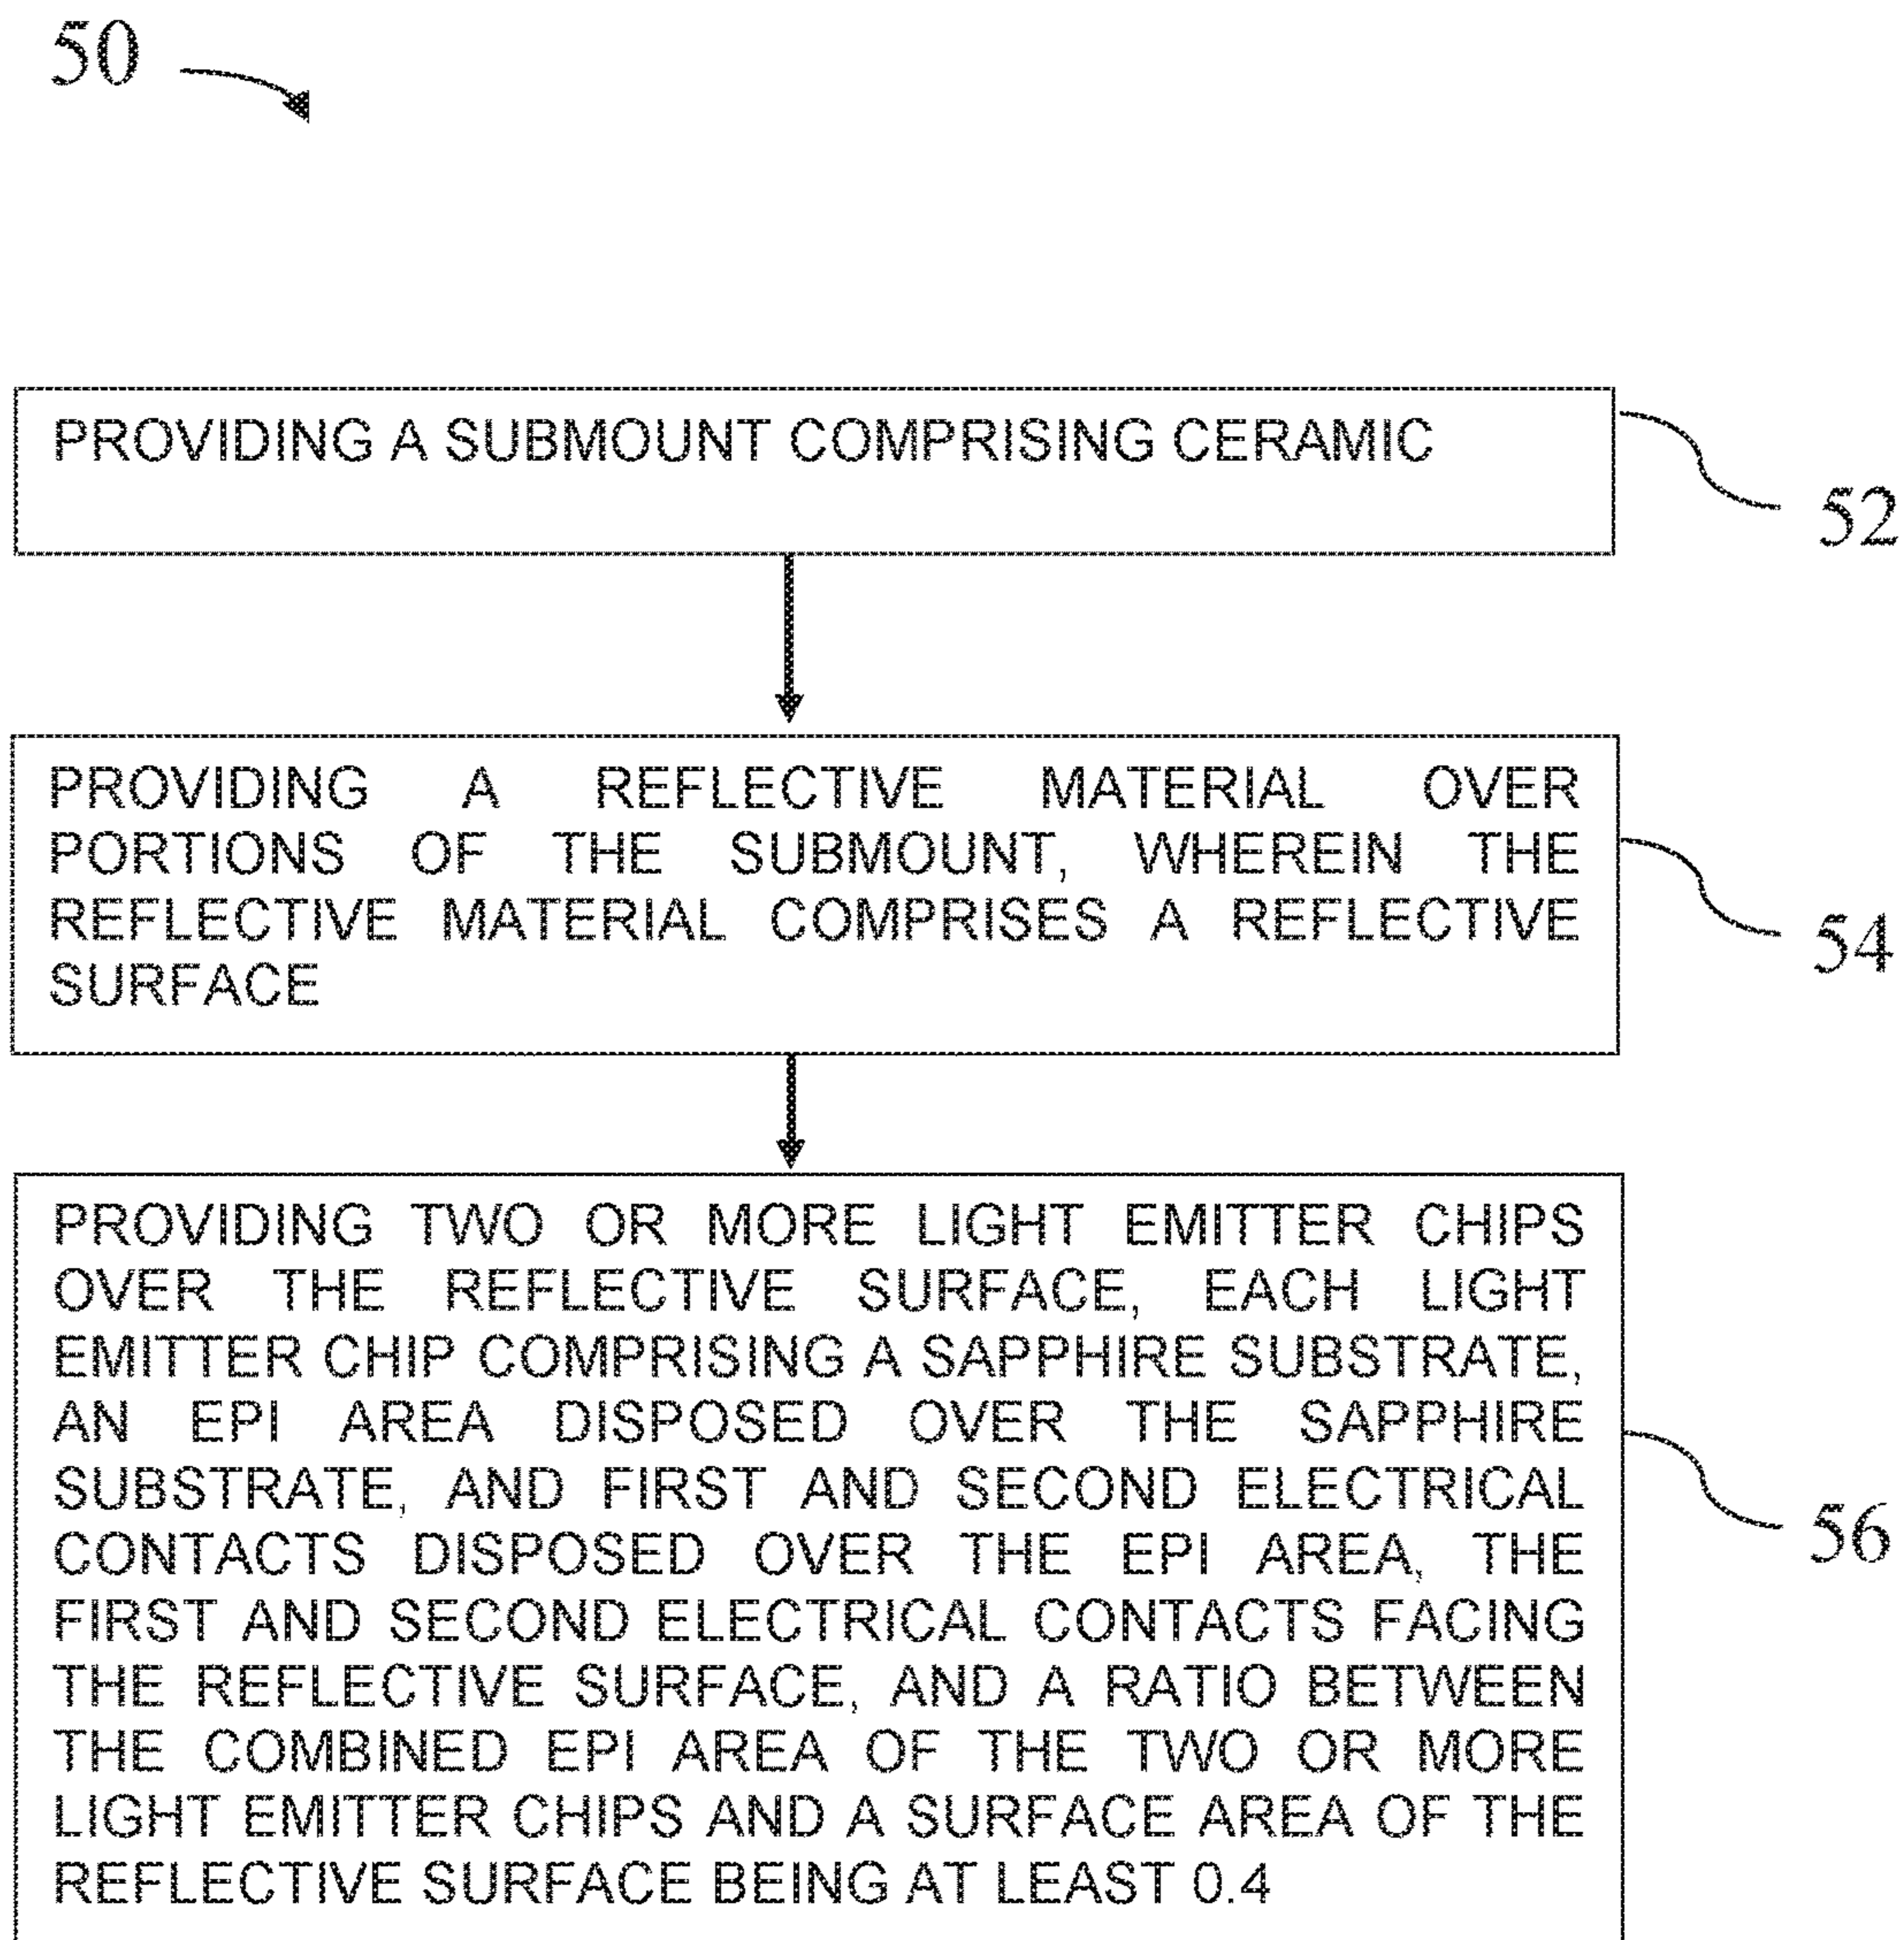 50
PROVIDING A SUBMOUNT COMPRISING CERAMIC
52
PROVIDING A REFLECTIVE MATERIAL OVER
PORTIONS OF THE SUBMOUNT, WHEREIN THE
REFLECTIVE MATERIAL COMPRISES A REFLECTIVE
SURFACE
54
PROVIDING TWO OR MORE LIGHT EMITTER CHIPS
OVER THE REFLECTIVE SURFACE, EACH LIGHT
EMITTER CHIP COMPRISING A SAPPHIRE SUBSTRATE,
AN EPI AREA DISPOSED OVER THE SAPPHIRE
SUBSTRATE, AND FIRST AND SECOND ELECTRICAL
CONTACTS DISPOSED OVER THE EPI AREA, THE
FIRST AND SECOND ELECTRICAL CONTACTS FACING
THE REFLECTIVE SURFACE, AND A RATIO BETWEEN
THE COMBINED EPI AREA OF THE TWO OR MORE
LIGHT EMITTER CHIPS AND A SURFACE AREA OF THE
REFLECTIVE SURFACE BEING AT LEAST 0.4
56